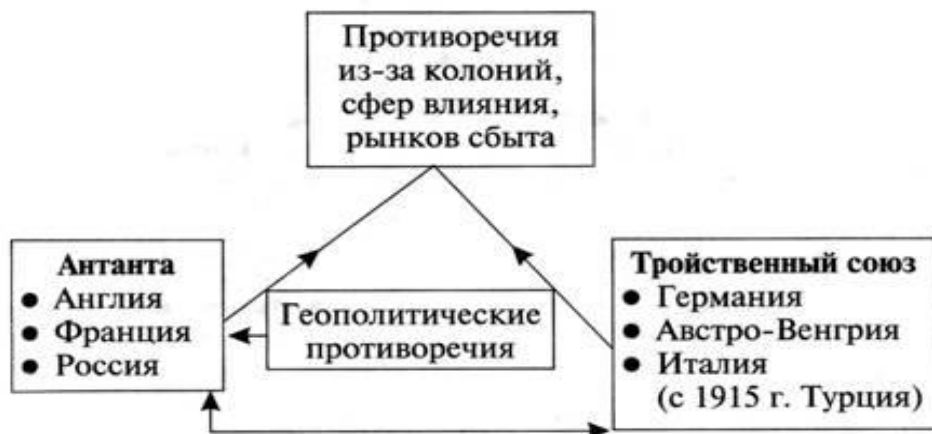 Противоречия
из-за колоний,
сфер влияния,
рынков сбыта
Антанта
● Англия
● Франция
● Россия
Геополитические
противоречия
Тройственный союз
● Германия
● Австро-Венгрия
● Италия
(с 1915 г. Турция)